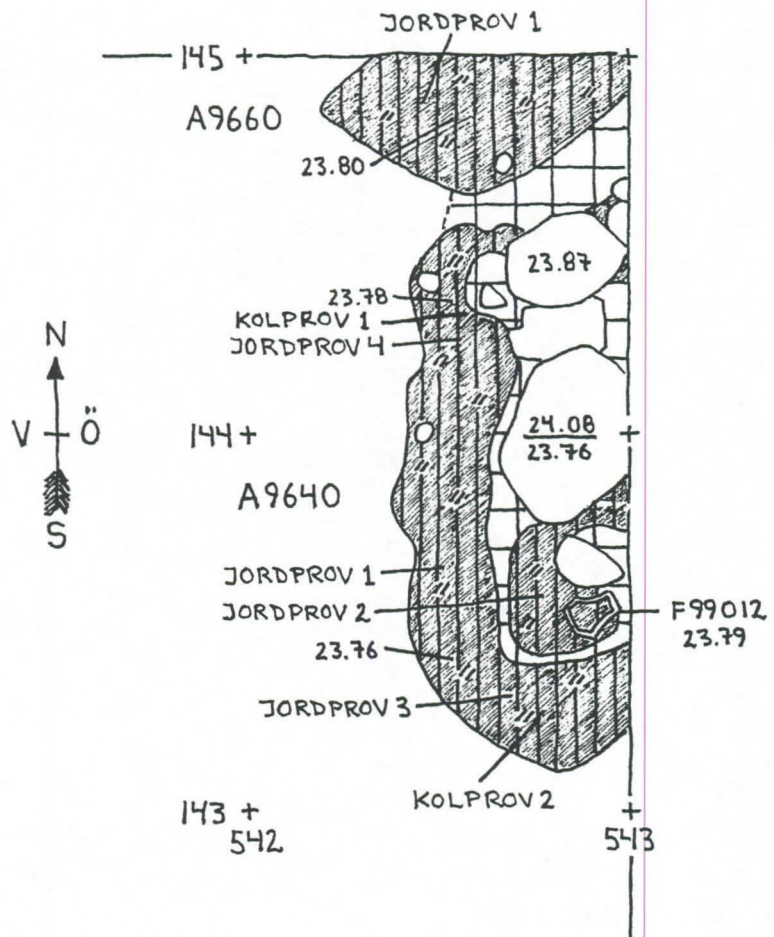 JORDPROV 1
145 +
+
A9660
23.80
23.87
23.78
KOLPROV 1
JORDPROV 4
N
V Ö
S
144 +
+
24.08
23.76
A9640
JORDPROV 1
JORDPROV 2
F99012
23.79
23.76
JORDPROV 3
KOLPROV 2
143 +
+
542
543